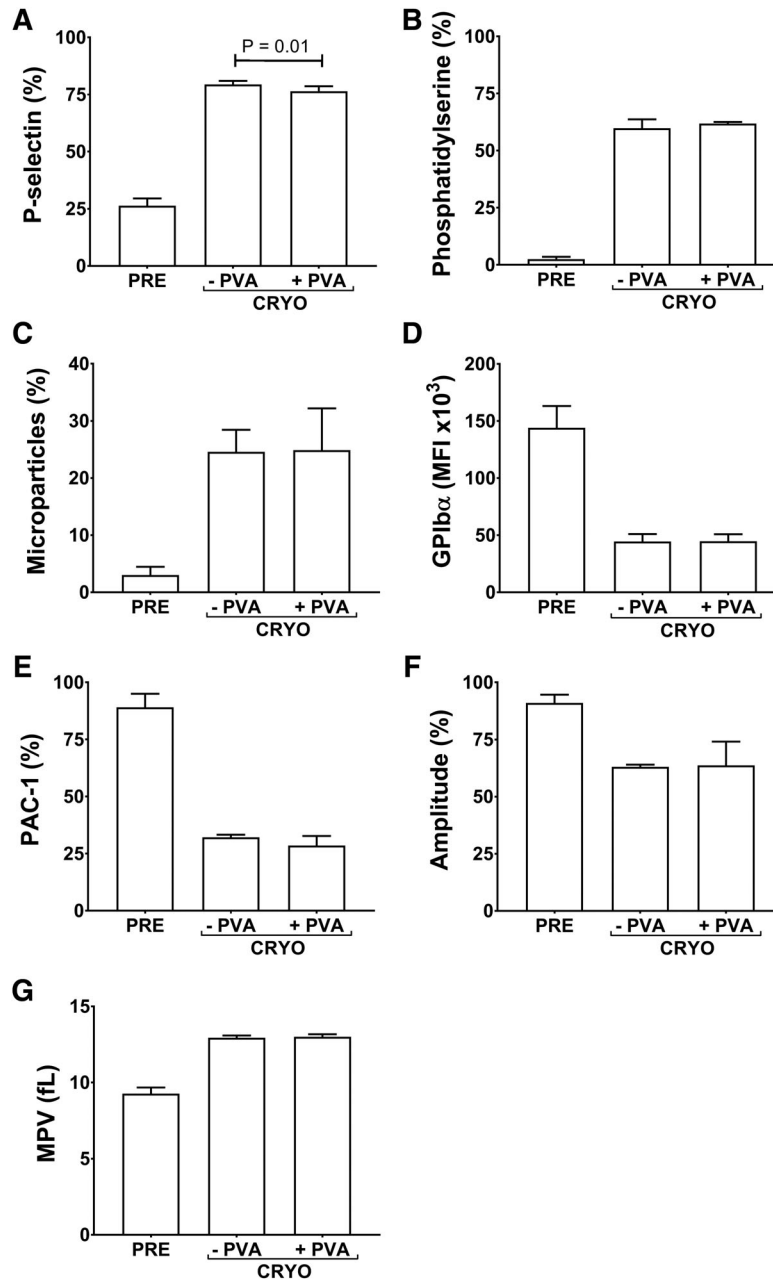 A
P-selectin (%)
100
75
50
25
0
P = 0.01
PRE
- PVA
+ PVA
CRYO
B
Phosphatidylserine (%)
100
75
50
25
0
PRE
- PVA
+ PVA
CRYO
C
Microparticles (%)
40
30
20
10
0
PRE
- PVA
+ PVA
CRYO
D
GPIbα (MFI x10³)
200
150
100
50
0
PRE
- PVA
+ PVA
CRYO
E
PAC-1 (%)
100
75
50
25
0
PRE
- PVA
+ PVA
CRYO
F
Amplitude (%)
100
75
50
25
0
PRE
- PVA
+ PVA
CRYO
G
MPV (fL)
15
10
5
0
PRE
- PVA
+ PVA
CRYO